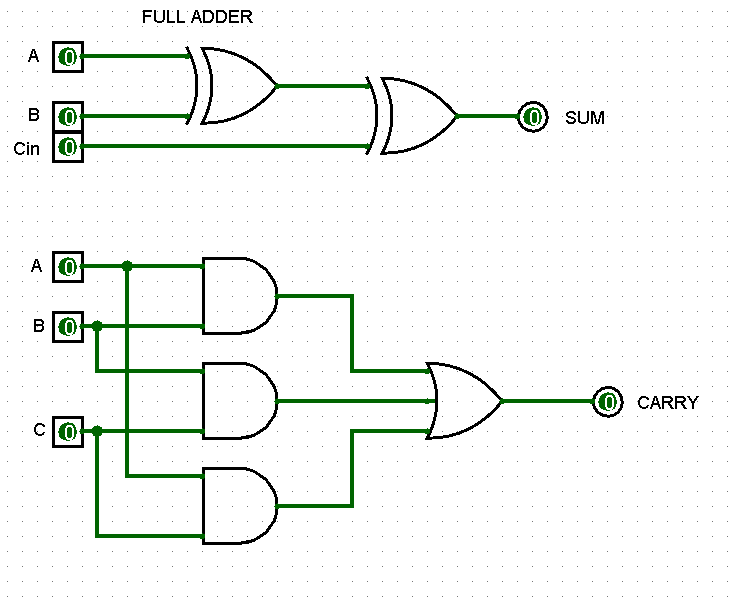 FULL ADDER
A 0
B 0
Cin 0
0 SUM
A 0
B 0
C 0
0 CARRY